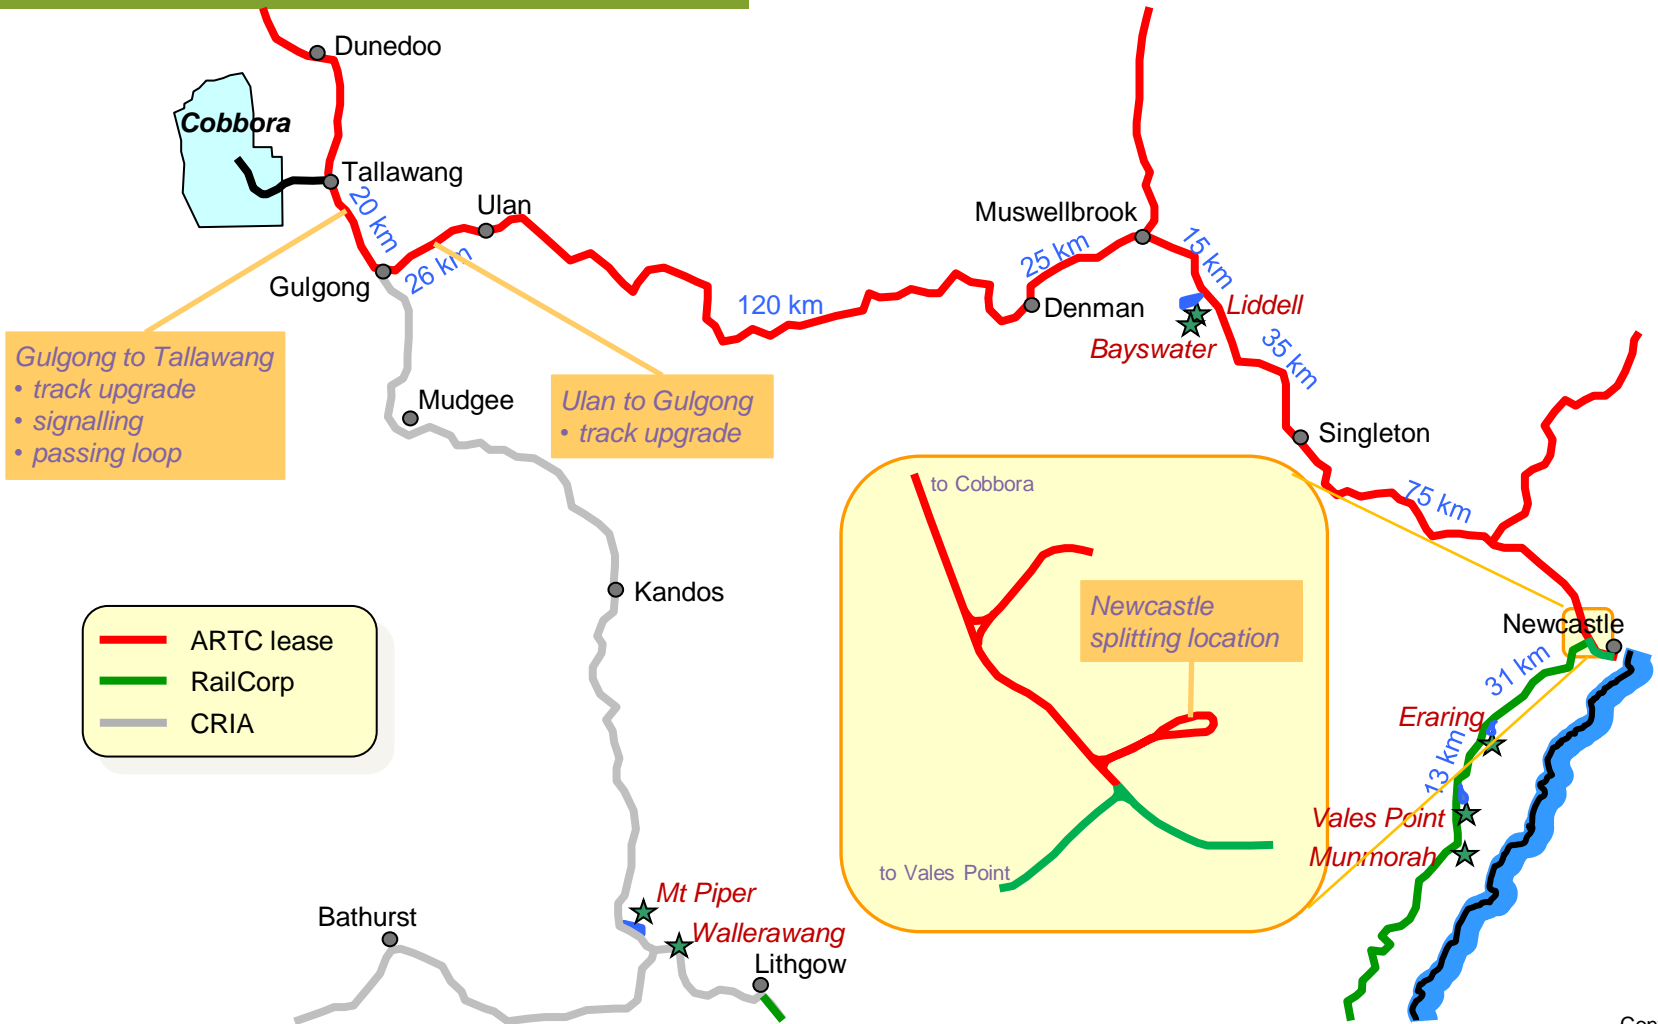 Dunedoo
Cobbora
Tallawang
20 km
Ulan
Muswellbrook
15 km
25 km
26 km
Gulgong
120 km
Denman
Liddell
Bayswater
35 km
Gulgong to Tallawang
• track upgrade
• signalling
• passing loop
Ulan to Gulgong
• track upgrade
Mudgee
Singleton
to Cobbora
75 km
Kandos
Newcastle
splitting location
Newcastle
ARTC lease
RailCorp
CRIA
31 km
Eraring
13 km
Vales Point
Munmorah
to Vales Point
Mt Piper
Bathurst
Wallerawang
Lithgow